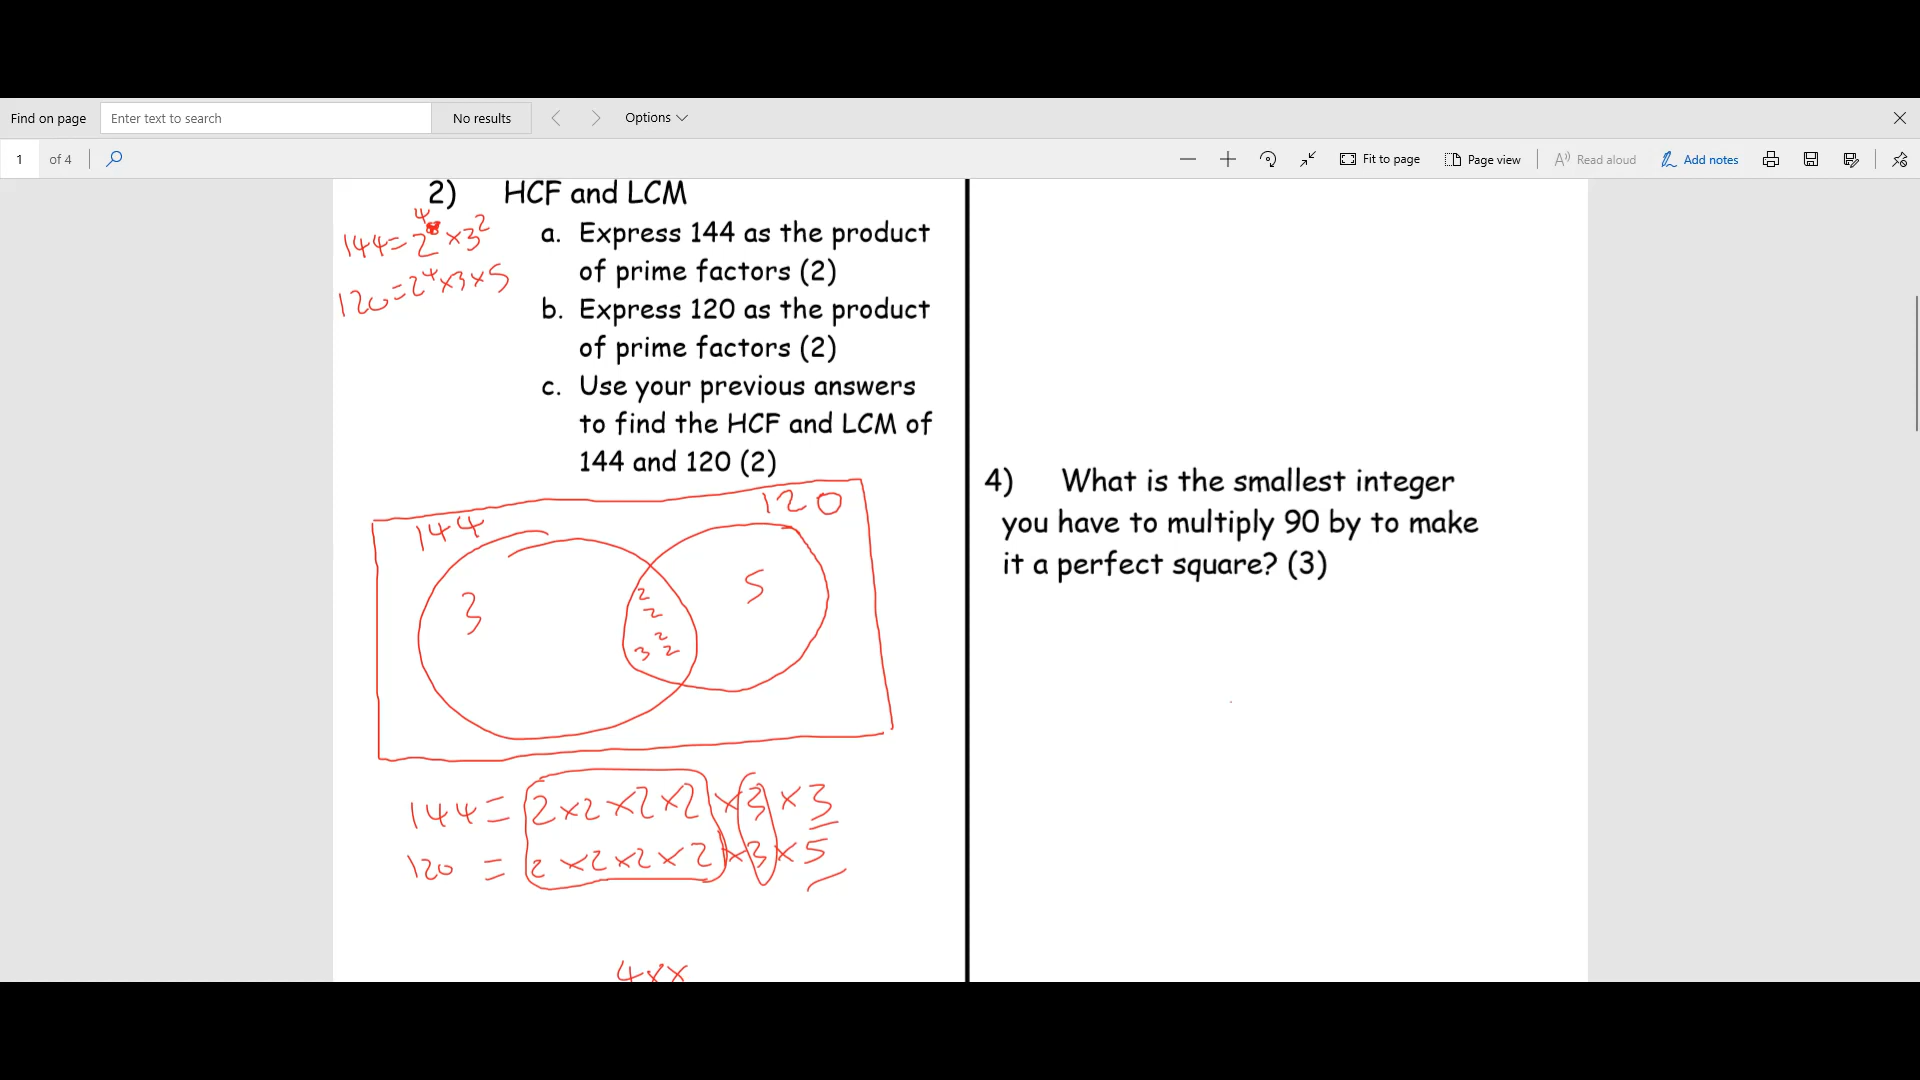 Find on page Enter text to search No results Options
1 of 4 Fit to page Page view Read aloud Add notes
2) HCF and LCM
144=2⁴×3²
120=2⁴×3×5
a. Express 144 as the product
of prime factors (2)
b. Express 120 as the product
of prime factors (2)
c. Use your previous answers
to find the HCF and LCM of
144 and 120 (2)
144 120
3 2 2 2 3 2 5
144 = 2×2×2×2×3×3
120 = 2×2×2×2×3×5
4××
4) What is the smallest integer
you have to multiply 90 by to make
it a perfect square? (3)